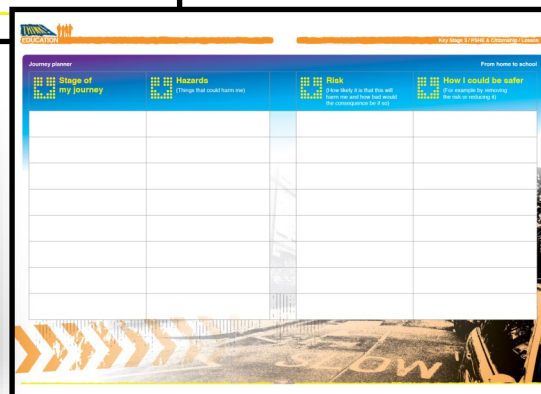 THINK!
EDUCATION
Key Stage 3 / PSHE & Citizenship / Lesson
Journey planner
From home to school
Stage of
my journey
Hazards
(Things that could harm me)
Risk
(How likely it is that this will
harm me and how bad would
the consequence be if so)
How I could be safer
(For example by removing
the risk or reducing it)
SLOW